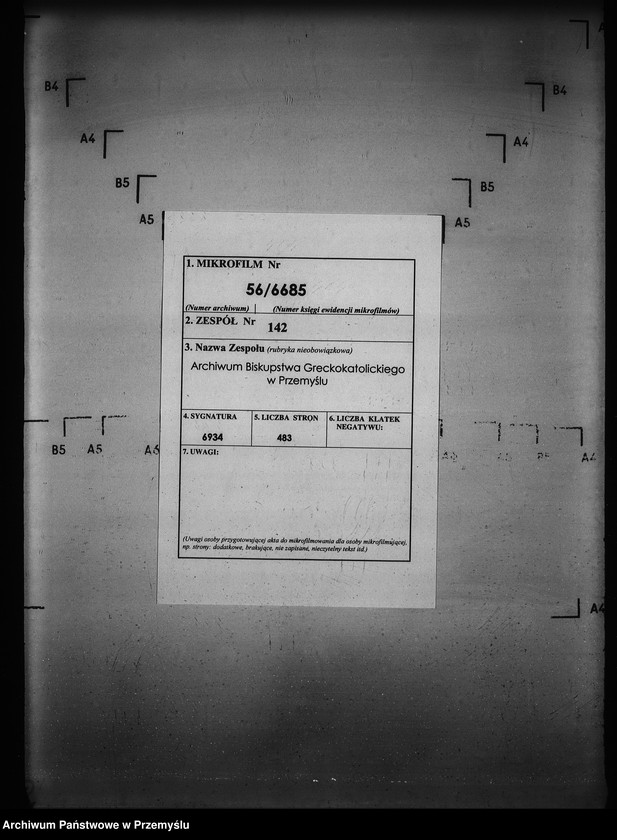 B4
B4
A4
A4
B5
B5
A5
A5
1. MIKROFILM Nr
56/6685
(Numer archiwum) (Numer księgi ewidencji mikrofilmów)
2. ZESPÓŁ Nr 142
3. Nazwa Zespołu (rubryka nieobowiązkowa)
Archiwum Biskupstwa Greckokatolickiego
w Przemyślu
4. SYGNATURA 5. LICZBA STRON 6. LICZBA KLATEK
NEGATYWU:
6934 483
7. UWAGI:
B5 A5 A6 A4
(Uwagi osoby przygotowującej akta do mikrofilmowania dla osoby mikrofilmującej,
np. strony: dodatkowe, brakujące, nie zapisane, nieczytelny tekst itd.)
A4
Archiwum Państwowe w Przemyślu